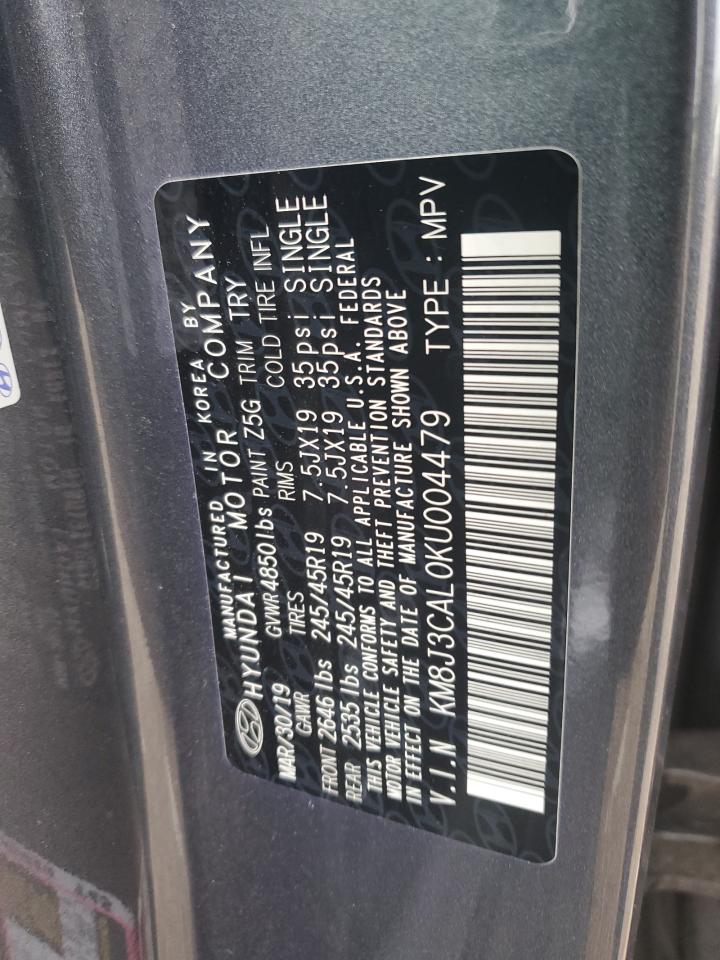 MANUFACTURED IN KOREA BY
HYUNDAI MOTOR COMPANY
MAR/30/19 GVWR 4850lbs PAINT Z5G TRIM TRY
GAWR TIRES RIMS COLD TIRE INFL
FRONT 2646lbs 245/45R19 7.5JX19 35psi SINGLE
REAR 2535lbs 245/45R19 7.5JX19 35psi SINGLE
THIS VEHICLE CONFORMS TO ALL APPLICABLE U.S.A. FEDERAL
MOTOR VEHICLE SAFETY AND THEFT PREVENTION STANDARDS
IN EFFECT ON THE DATE OF MANUFACTURE SHOWN ABOVE
V.I.N KM8J3CAL0KU004479 TYPE : MPV